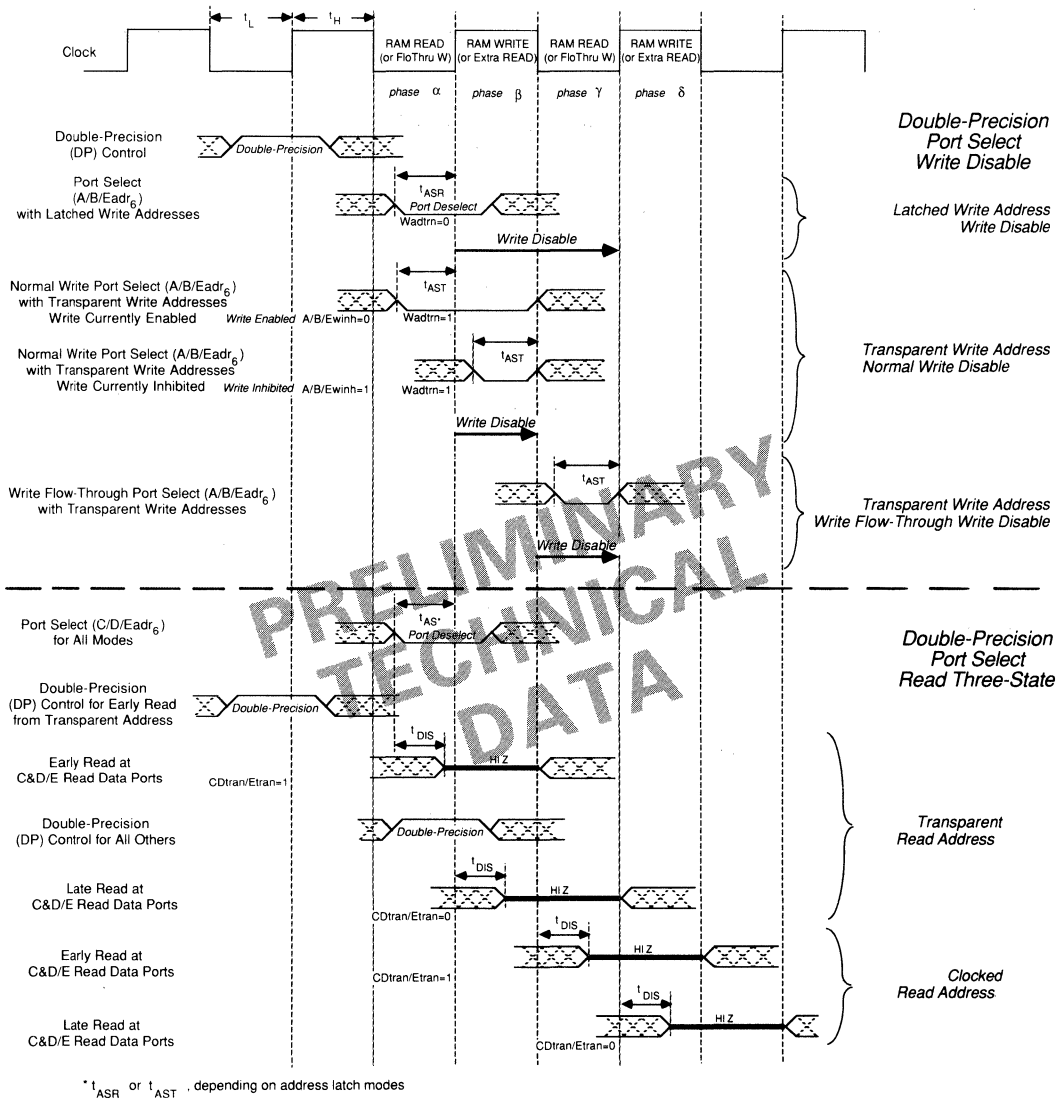 t_L t_H
Clock
RAM READ (or FloThru W)
RAM WRITE (or Extra READ)
RAM READ (or FloThru W)
RAM WRITE (or Extra READ)
phase α
phase β
phase γ
phase δ
Double-Precision
Port Select
Write Disable
Double-Precision
(DP) Control
Double-Precision
Port Select
(A/B/Eadr_6)
with Latched Write Addresses
t_ASR
Port Deselect
Wadtrn=0
Write Disable
Latched Write Address
Write Disable
Normal Write Port Select (A/B/Eadr_6)
with Transparent Write Addresses
Write Currently Enabled
Write Enabled A/B/Ewinh=0
t_AST
Wadtrn=1
Normal Write Port Select (A/B/Eadr_6)
with Transparent Write Addresses
Write Currently Inhibited
Write Inhibited A/B/Ewinh=1
t_AST
Wadtrn=1
Write Disable
Transparent Write Address
Normal Write Disable
Write Flow-Through Port Select (A/B/Eadr_6)
with Transparent Write Addresses
t_AST
Write Disable
Transparent Write Address
Write Flow-Through Write Disable
PRELIMINARY
TECHNICAL
DATA
Port Select (C/D/Eadr_6)
for All Modes
t_AS*
Port Deselect
Double-Precision
Port Select
Read Three-State
Double-Precision
(DP) Control for Early Read
from Transparent Address
Double-Precision
Early Read at
C&D/E Read Data Ports
CDtran/Etran=1
t_DIS
HI Z
Double-Precision
(DP) Control for All Others
Double-Precision
Transparent
Read Address
Late Read at
C&D/E Read Data Ports
CDtran/Etran=0
t_DIS
HI Z
Early Read at
C&D/E Read Data Ports
CDtran/Etran=1
t_DIS
HI Z
Clocked
Read Address
Late Read at
C&D/E Read Data Ports
CDtran/Etran=0
t_DIS
HI Z
* t_ASR or t_AST , depending on address latch modes